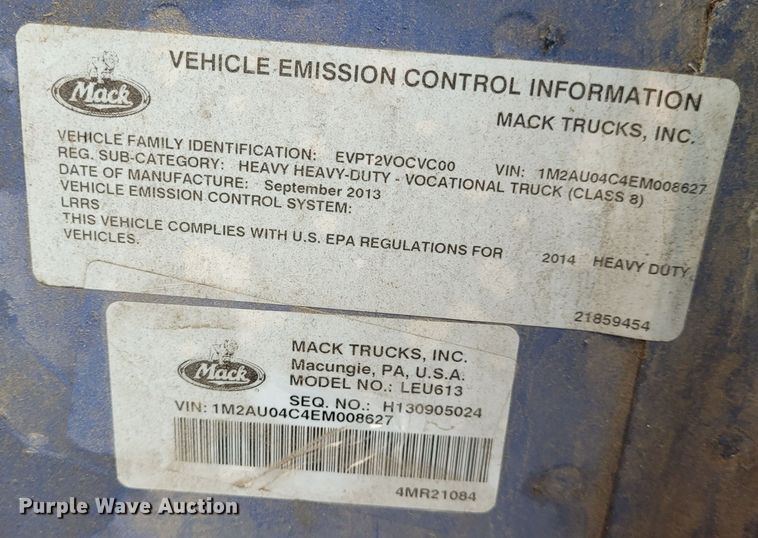 Mack
VEHICLE EMISSION CONTROL INFORMATION
MACK TRUCKS, INC.
VEHICLE FAMILY IDENTIFICATION: EVPT2VOCVC00 VIN: 1M2AU04C4EM008627
REG. SUB-CATEGORY: HEAVY HEAVY-DUTY - VOCATIONAL TRUCK (CLASS 8)
DATE OF MANUFACTURE: September 2013
VEHICLE EMISSION CONTROL SYSTEM:
LRRS
THIS VEHICLE COMPLIES WITH U.S. EPA REGULATIONS FOR 2014 HEAVY DUTY
VEHICLES.
21859454
Mack
MACK TRUCKS, INC.
Macungie, PA, U.S.A.
MODEL NO.: LEU613
SEQ. NO.: H130905024
VIN: 1M2AU04C4EM008627
4MR21084
Purple Wave Auction